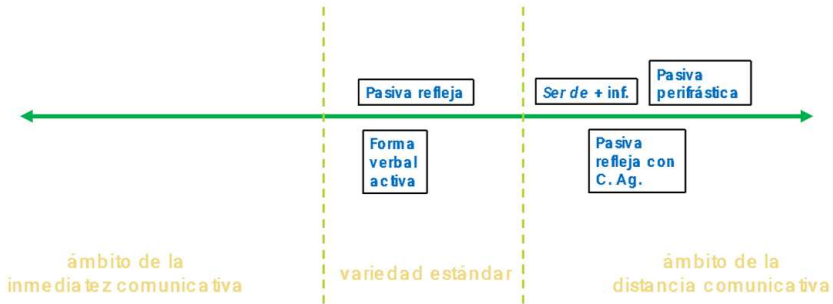 Pasiva refleja
Ser de + inf.
Pasiva
perifrástica
Forma
verbal
activa
Pasiva
refleja con
C. Ag.
ámbito de la
inmediatez comunicativa
variedad estándar
ámbito de la
distancia comunicativa